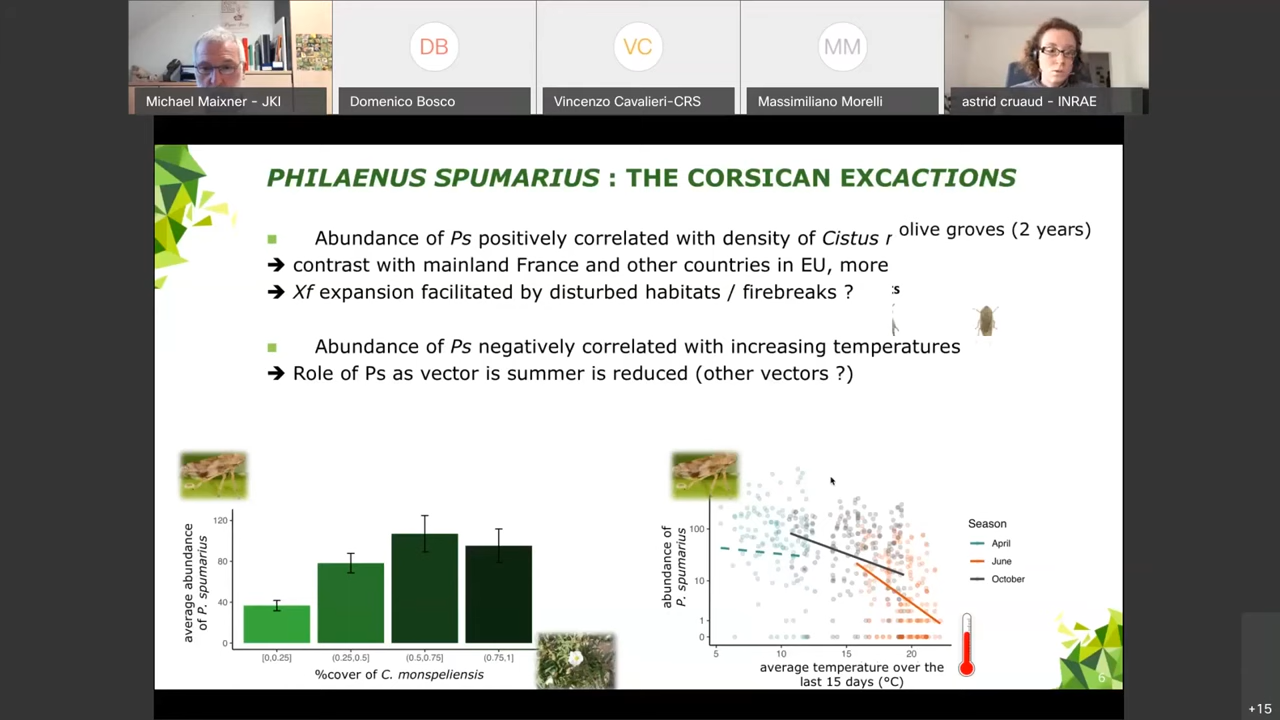 DB
VC
MM
Michael Maixner - JKI
Domenico Bosco
Vincenzo Cavalieri-CRS
Massimiliano Morelli
astrid cruaud - INRAE
PHILAENUS SPUMARIUS : THE CORSICAN EXCACTIONS
Abundance of Ps positively correlated with density of Cistus
olive groves (2 years)
➔ contrast with mainland France and other countries in EU, more
➔ Xf expansion facilitated by disturbed habitats / firebreaks ?
Abundance of Ps negatively correlated with increasing temperatures
➔ Role of Ps as vector is summer is reduced (other vectors ?)
average abundance
of P. spumarius
120
80
40
0
[0,0.25]
(0.25,0.5]
(0.5,0.75]
(0.75,1]
%cover of C. monspeliensis
abundance of
P. spumarius
100
10
1
0
5
10
15
20
average temperature over the
last 15 days (°C)
Season
April
June
October
6
+15